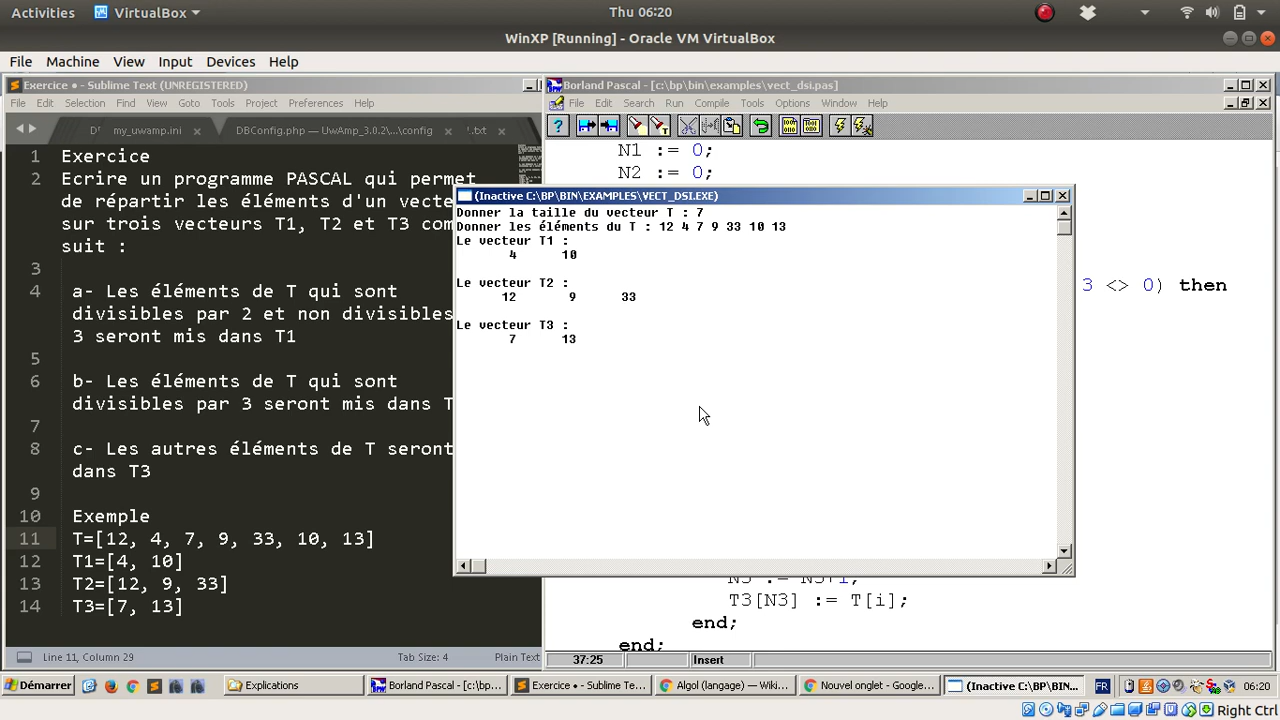 Activities VirtualBox Thu 06:20
WinXP [Running] - Oracle VM VirtualBox
File Machine View Input Devices Help
Exercice • - Sublime Text (UNREGISTERED)
File Edit Selection Find View Goto Tools Project Preferences Help
my_uwamp.ini × DBConfig.php — UwAmp_3.0.2\...\config × !.txt ×
1 Exercice
2 Ecrire un programme PASCAL qui permet
de répartir les éléments d'un vecte
sur trois vecteurs T1, T2 et T3 com
suit :
3
4 a- Les éléments de T qui sont
divisibles par 2 et non divisibles
3 seront mis dans T1
5
6 b- Les éléments de T qui sont
divisibles par 3 seront mis dans T
7
8 c- Les autres éléments de T seront
dans T3
9
10 Exemple
11 T=[12, 4, 7, 9, 33, 10, 13]
12 T1=[4, 10]
13 T2=[12, 9, 33]
14 T3=[7, 13]
Line 11, Column 29 Tab Size: 4 Plain Text
Borland Pascal - [c:\bp\bin\examples\vect_dsi.pas]
File Edit Search Run Compile Tools Options Window Help
N1 := 0;
N2 := 0;
3 <> 0) then
N3 := N3+1;
T3[N3] := T[i];
end;
end;
37:25 Insert
(Inactive C:\BP\BIN\EXAMPLES\VECT_DSI.EXE)
Donner la taille du vecteur T : 7
Donner les éléments du T : 12 4 7 9 33 10 13
Le vecteur T1 :
4 10
Le vecteur T2 :
12 9 33
Le vecteur T3 :
7 13
Démarrer Explications Borland Pascal - [c:\bp... Exercice • - Sublime Te... Algol (langage) — Wiki... Nouvel onglet - Google... (Inactive C:\BP\BIN... FR 06:20
Right Ctrl